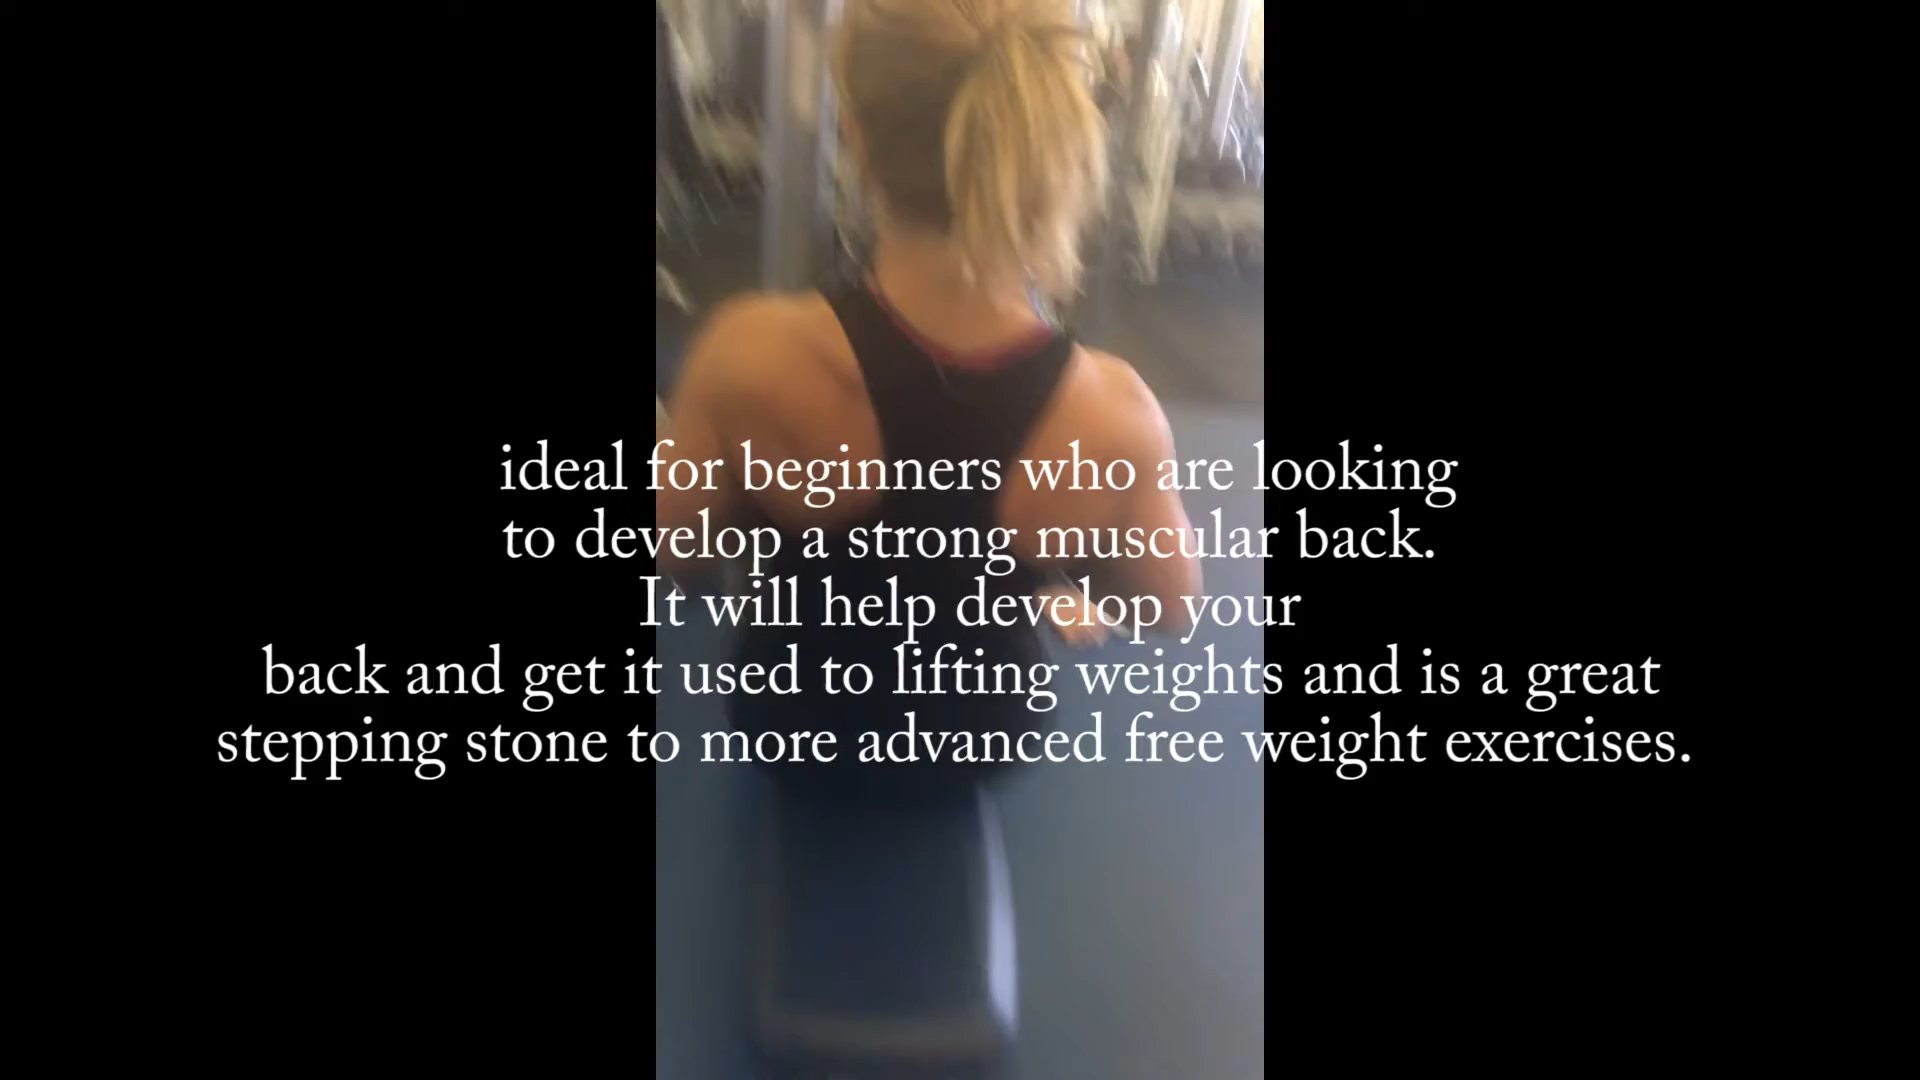 ideal for beginners who are looking
to develop a strong muscular back.
It will help develop your
back and get it used to lifting weights and is a great
stepping stone to more advanced free weight exercises.